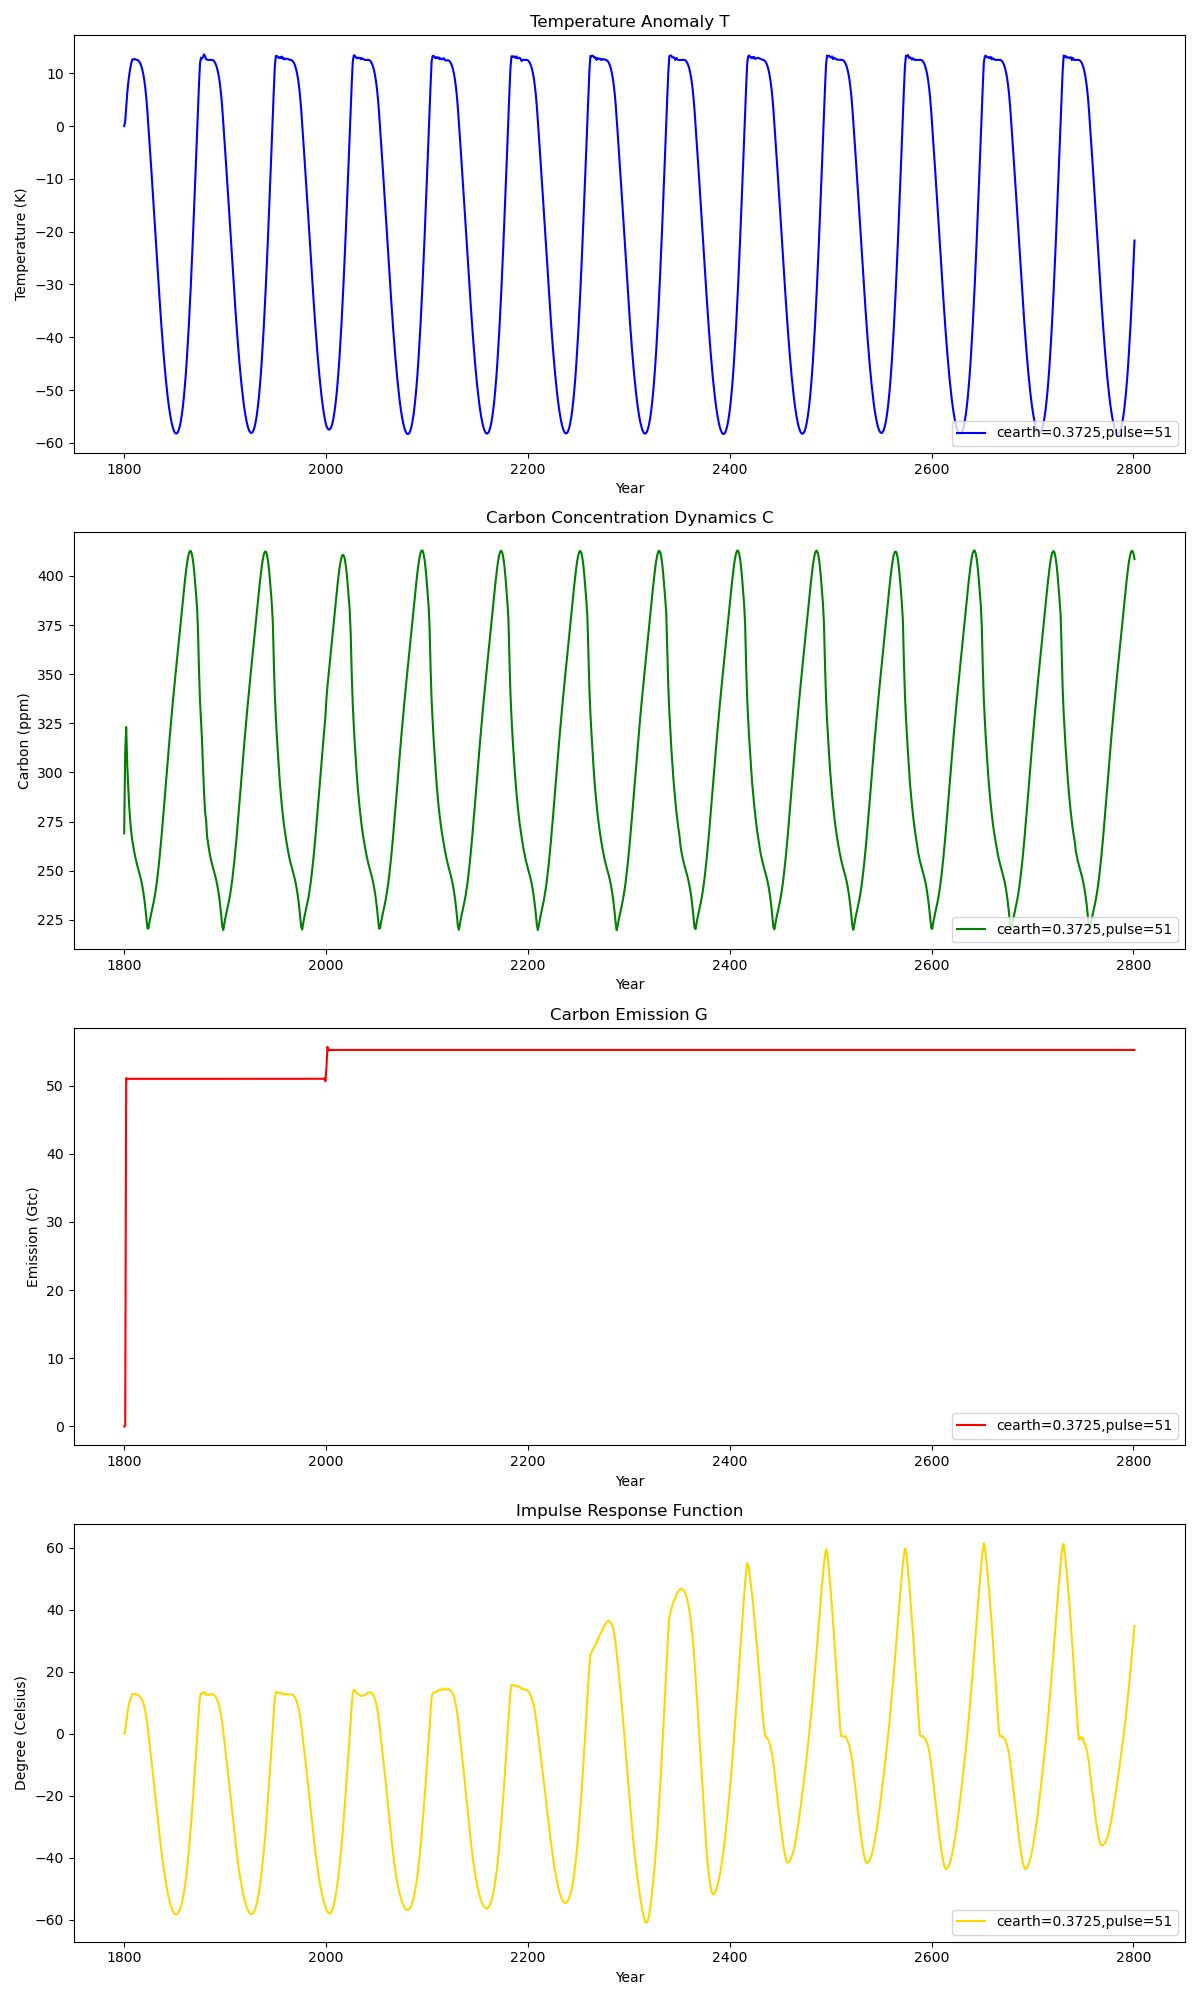 Temperature Anomaly T
10
0
−10
−20
−30
−40
−50
−60
Temperature (K)
cearth=0.3725,pulse=51
1800 2000 2200 2400 2600 2800
Year
Carbon Concentration Dynamics C
400
375
350
325
300
275
250
225
Carbon (ppm)
cearth=0.3725,pulse=51
1800 2000 2200 2400 2600 2800
Year
Carbon Emission G
50
40
30
20
10
0
Emission (Gtc)
cearth=0.3725,pulse=51
1800 2000 2200 2400 2600 2800
Year
Impulse Response Function
60
40
20
0
−20
−40
−60
Degree (Celsius)
cearth=0.3725,pulse=51
1800 2000 2200 2400 2600 2800
Year